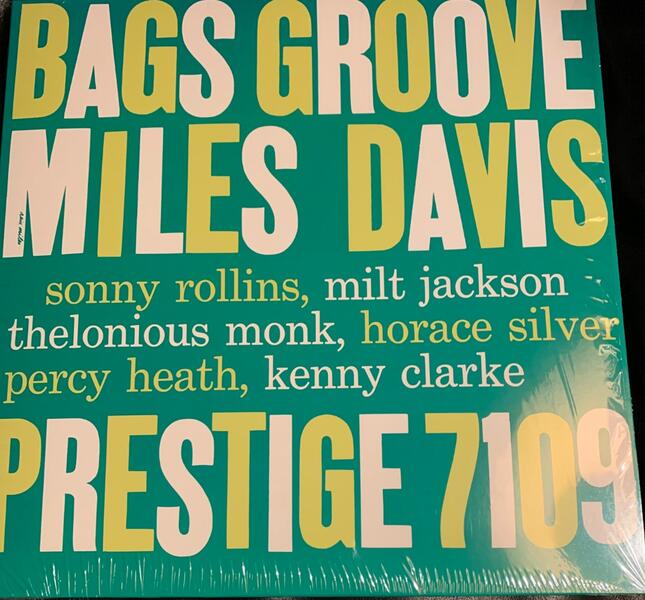 BAGS GROOVE
MILES DAVIS
sonny rollins, milt jackson
thelonious monk, horace silver
percy heath, kenny clarke
PRESTIGE 7109